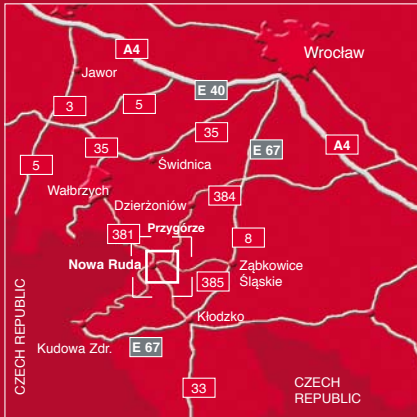 A4
Wrocław
Jawor
E 40
3
5
35
A4
5
35
Świdnica
E 67
Wałbrzych
Dzierżoniów
384
381
Przygórze
8
Nowa Ruda
Ząbkowice
Śląskie
385
CZECH REPUBLIC
Kłodzko
Kudowa Zdr.
E 67
33
CZECH
REPUBLIC